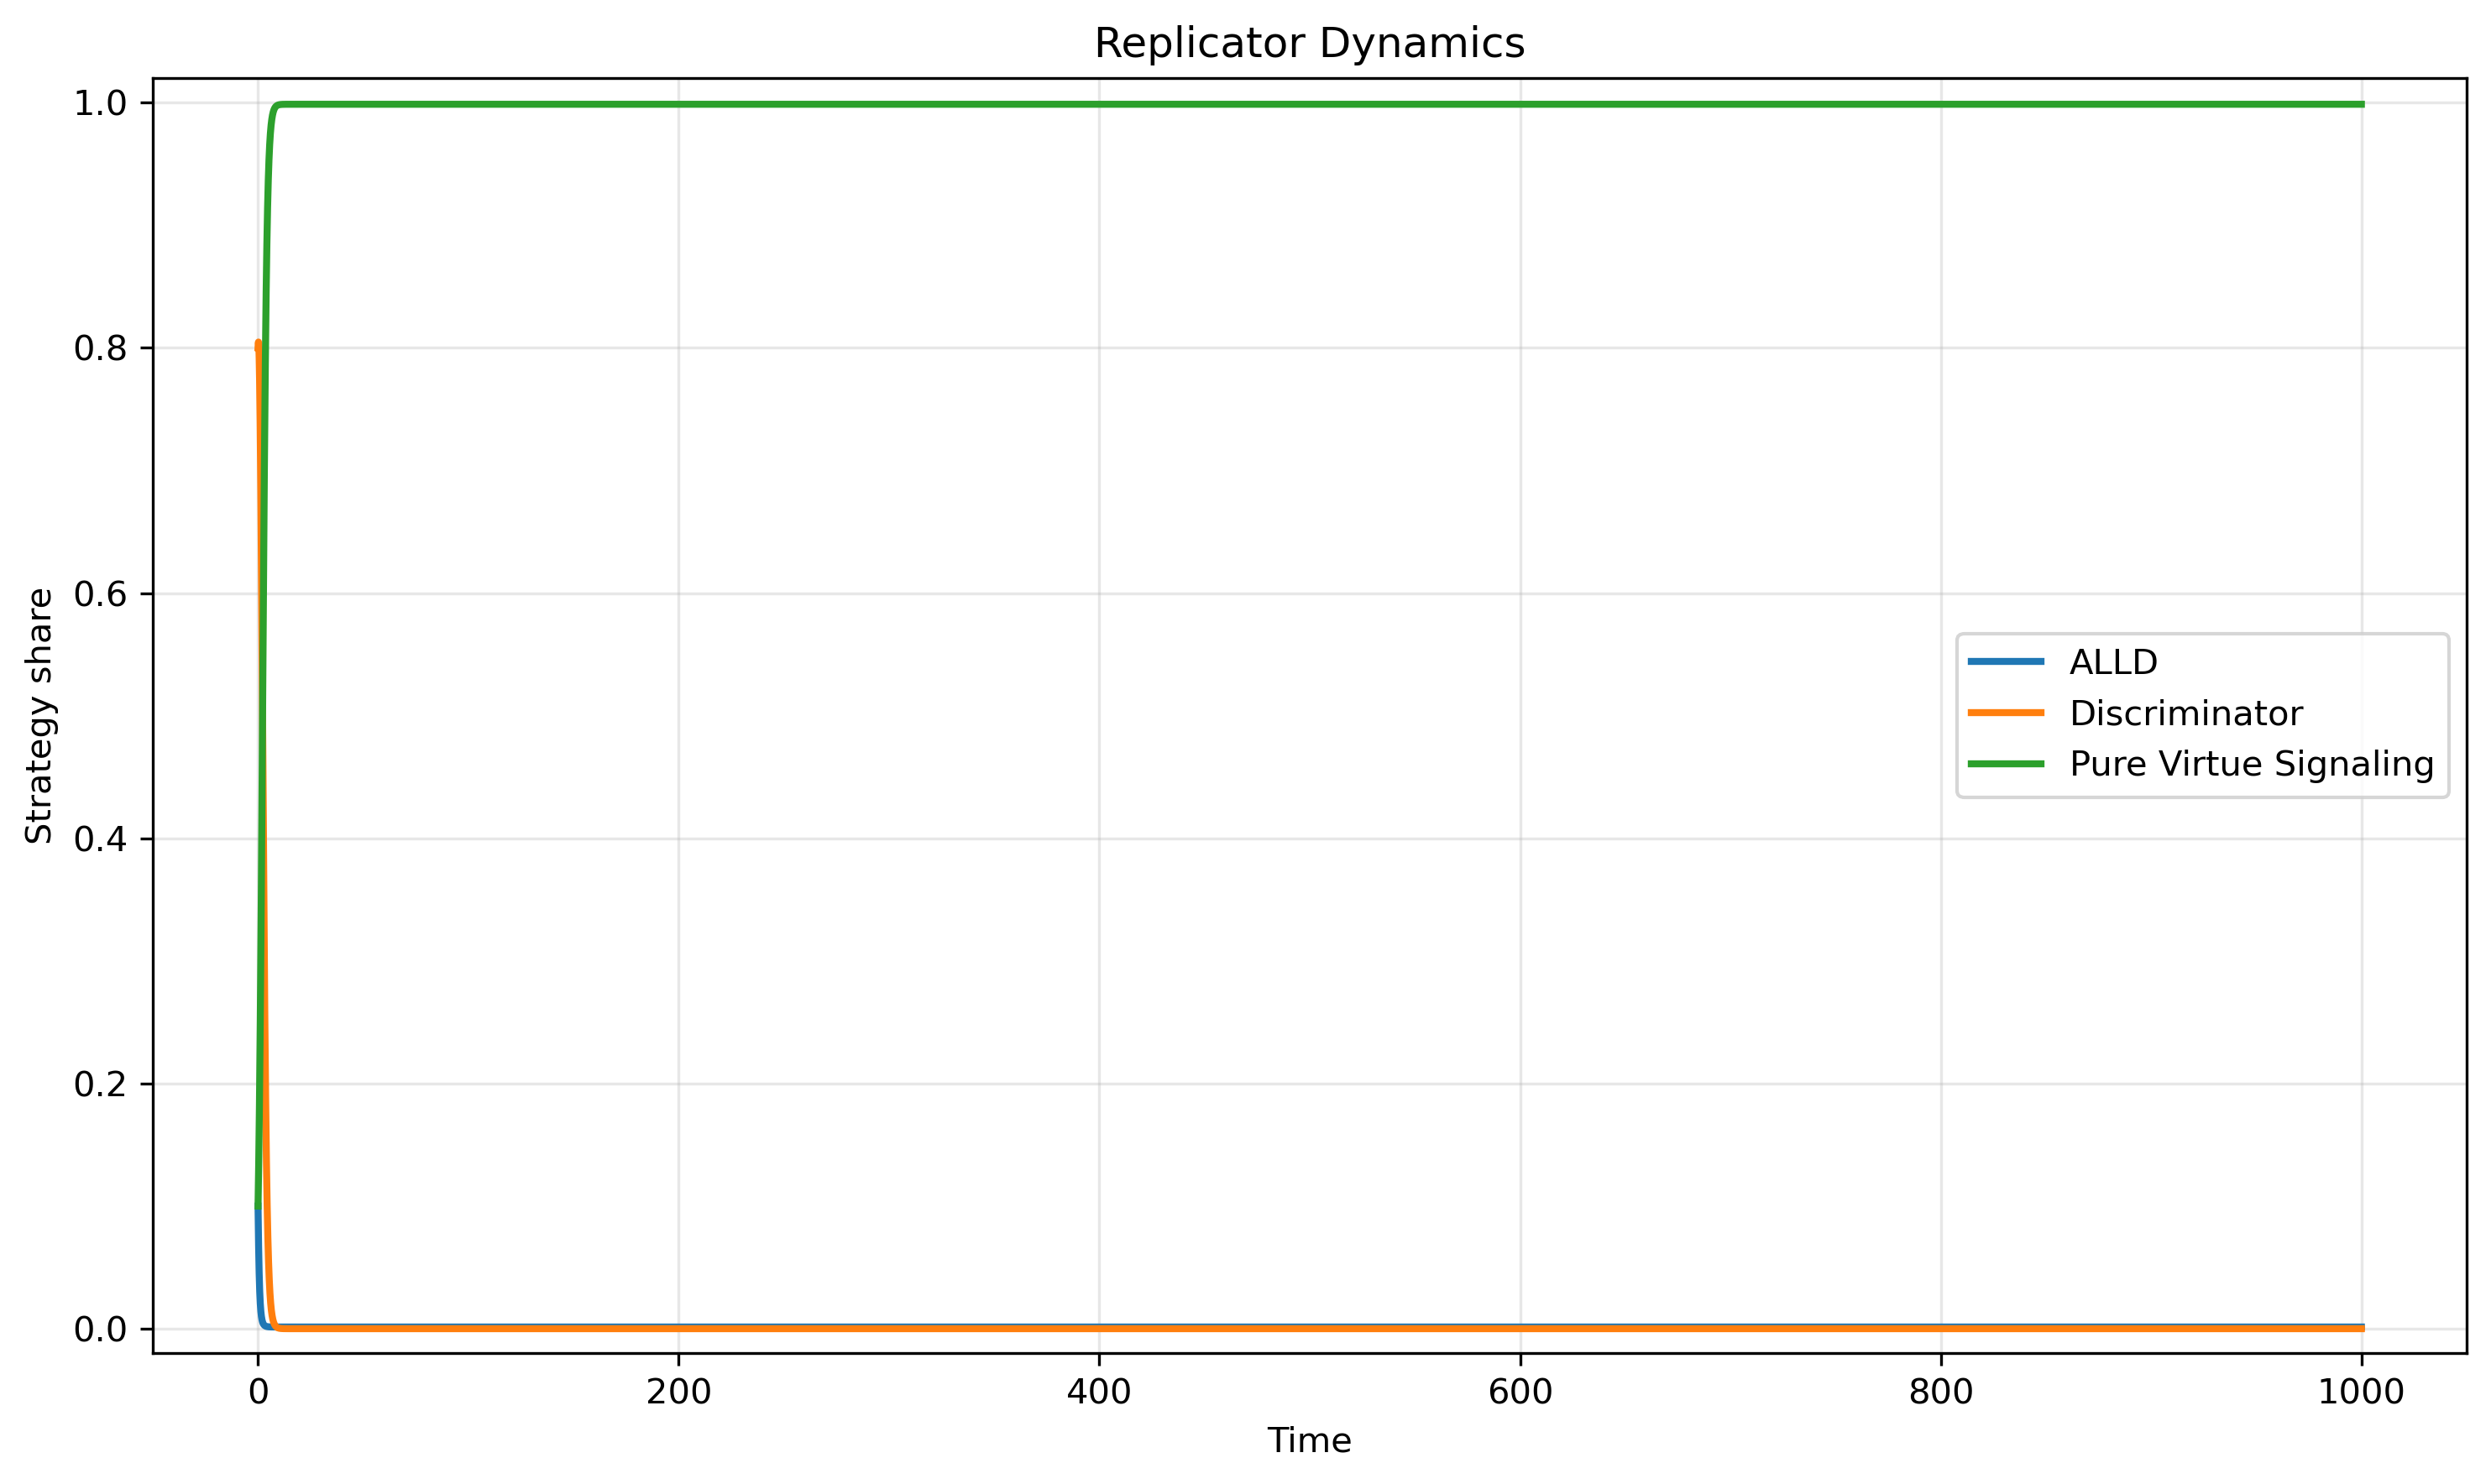 Replicator Dynamics
Strategy share
1.0
0.8
0.6
0.4
0.2
0.0
ALLD
Discriminator
Pure Virtue Signaling
0 200 400 600 800 1000
Time